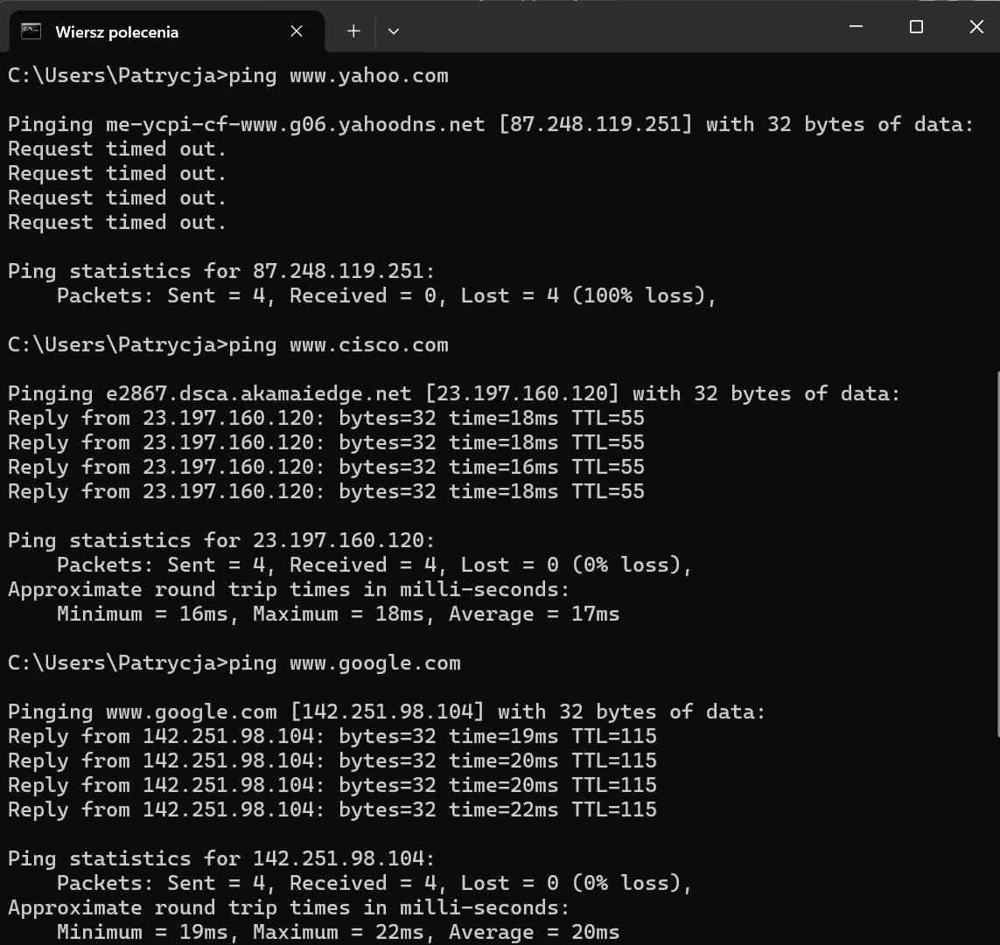 Wiersz polecenia
C:\Users\Patrycja>ping www.yahoo.com
Pinging me-ycpi-cf-www.g06.yahoodns.net [87.248.119.251] with 32 bytes of data:
Request timed out.
Request timed out.
Request timed out.
Request timed out.
Ping statistics for 87.248.119.251:
    Packets: Sent = 4, Received = 0, Lost = 4 (100% loss),
C:\Users\Patrycja>ping www.cisco.com
Pinging e2867.dsca.akamaiedge.net [23.197.160.120] with 32 bytes of data:
Reply from 23.197.160.120: bytes=32 time=18ms TTL=55
Reply from 23.197.160.120: bytes=32 time=18ms TTL=55
Reply from 23.197.160.120: bytes=32 time=16ms TTL=55
Reply from 23.197.160.120: bytes=32 time=18ms TTL=55
Ping statistics for 23.197.160.120:
    Packets: Sent = 4, Received = 4, Lost = 0 (0% loss),
Approximate round trip times in milli-seconds:
    Minimum = 16ms, Maximum = 18ms, Average = 17ms
C:\Users\Patrycja>ping www.google.com
Pinging www.google.com [142.251.98.104] with 32 bytes of data:
Reply from 142.251.98.104: bytes=32 time=19ms TTL=115
Reply from 142.251.98.104: bytes=32 time=20ms TTL=115
Reply from 142.251.98.104: bytes=32 time=20ms TTL=115
Reply from 142.251.98.104: bytes=32 time=22ms TTL=115
Ping statistics for 142.251.98.104:
    Packets: Sent = 4, Received = 4, Lost = 0 (0% loss),
Approximate round trip times in milli-seconds:
    Minimum = 19ms, Maximum = 22ms, Average = 20ms